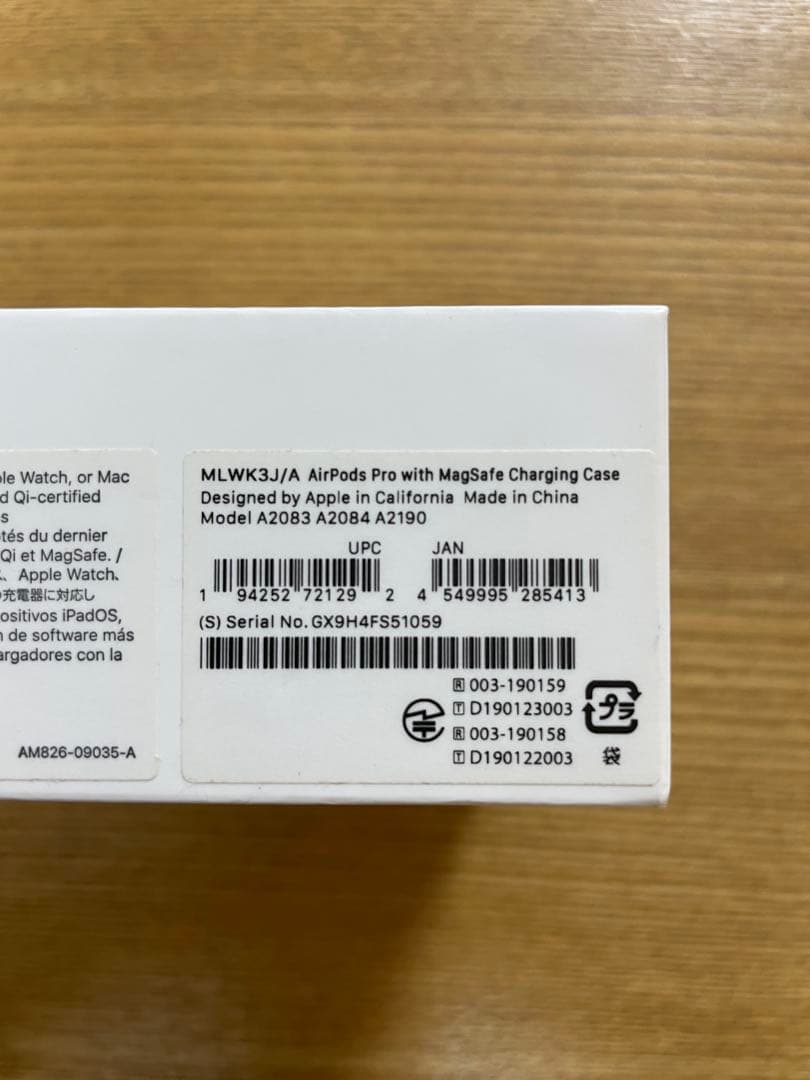 ple Watch, or Mac
d Qi-certified
s
tés du dernier
Qi et MagSafe. /
、Apple Watch、
充電器に対応し
ositivos iPadOS,
n de software más
argadores con la
AM826-09035-A
MLWK3J/A AirPods Pro with MagSafe Charging Case
Designed by Apple in California Made in China
Model A2083 A2084 A2190
UPC JAN
1 94252 72129 2 4 549995 285413
(S) Serial No. GX9H4FS51059
R 003-190159
T D190123003
R 003-190158
T D190122003
プラ
袋